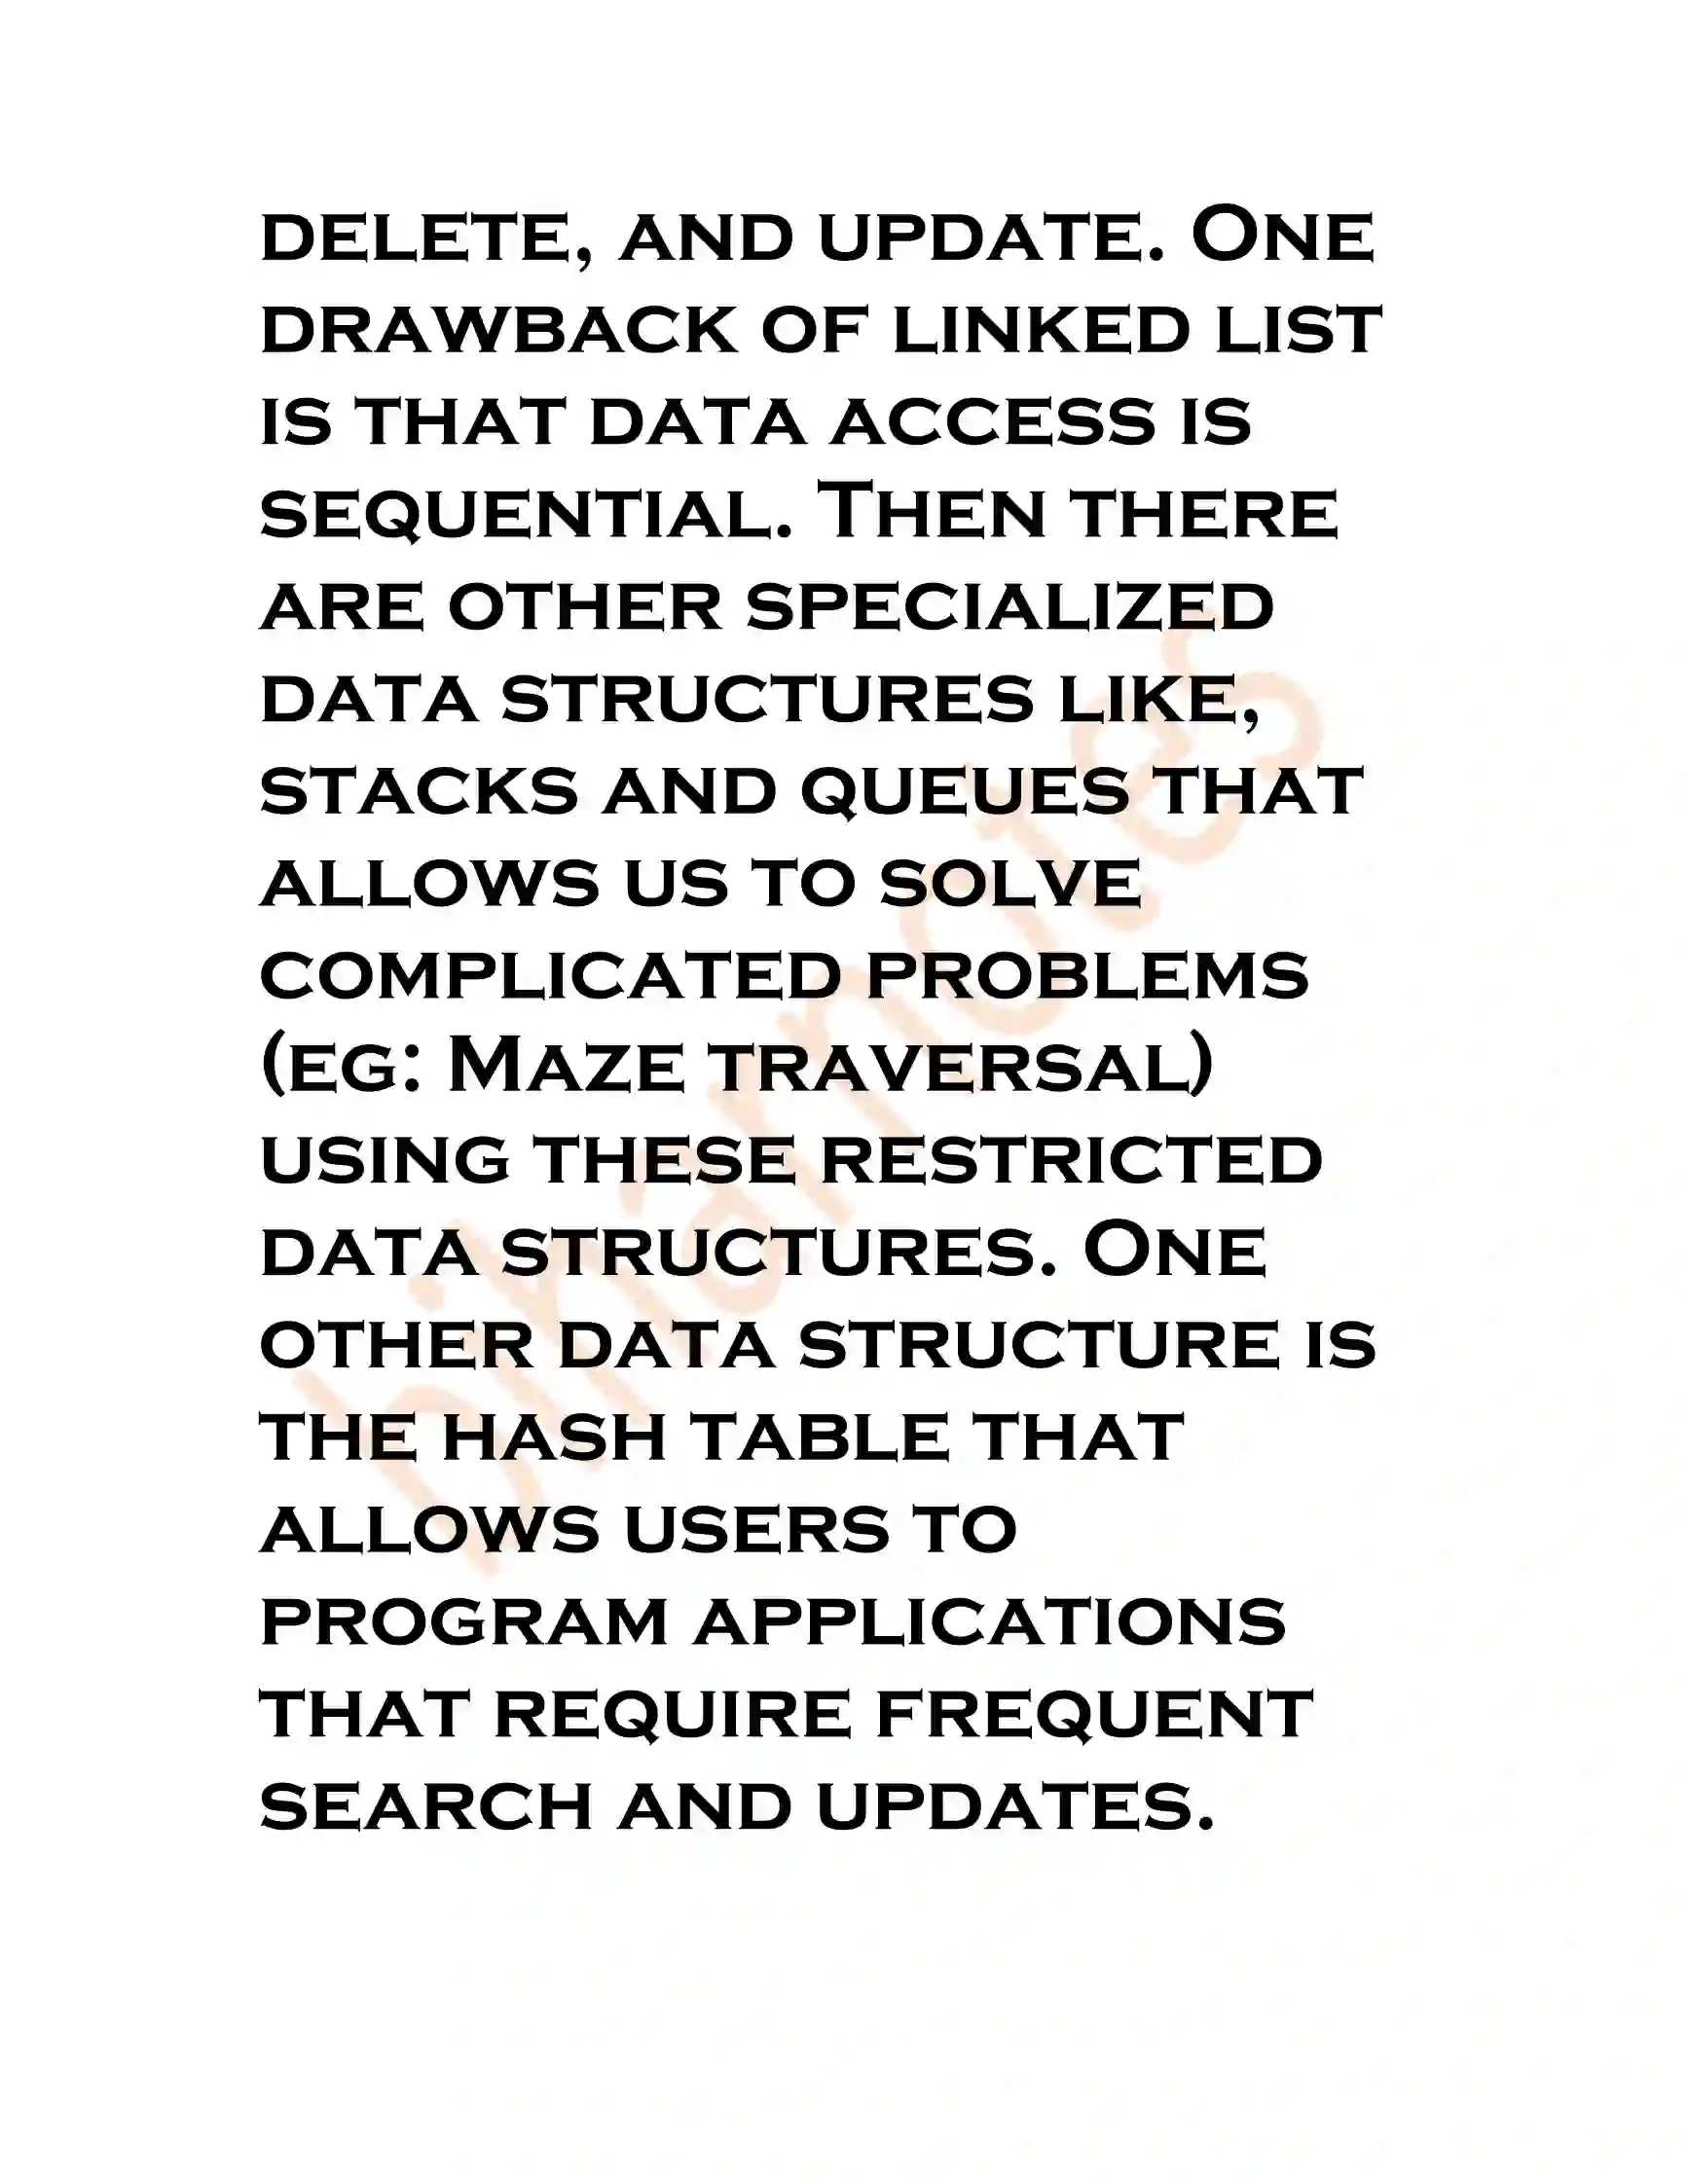 delete, and update. One
drawback of linked list
is that data access is
sequential. Then there
are other specialized
data structures like,
stacks and queues that
allows us to solve
complicated problems
(eg: Maze traversal)
using these restricted
data structures. One
other data structure is
the hash table that
allows users to
program applications
that require frequent
search and updates.
bihanotes